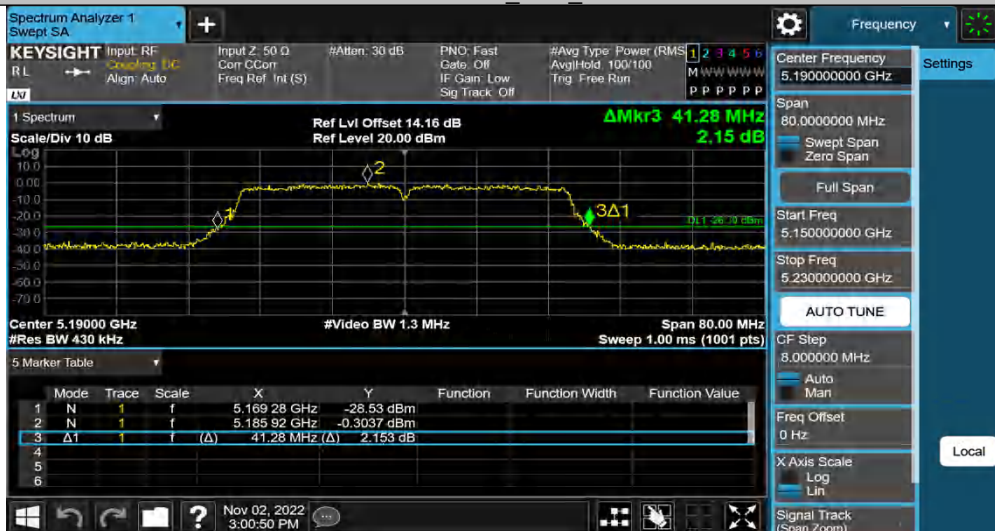 Spectrum Analyzer 1
Swept SA
+
Frequency
KEYSIGHT
RL
LXI
Input: RF
Coupling: DC
Align: Auto
Input Z: 50 Ω
Corr CCorr
Freq Ref: Int (S)
#Atten: 30 dB
PNO: Fast
Gate: Off
IF Gain: Low
Sig Track: Off
#Avg Type: Power (RMS
Avg|Hold: 100/100
Trig: Free Run
1 2 3 4 5 6
M W W W W W
P P P P P P
1 Spectrum
Scale/Div 10 dB
Ref Lvl Offset 14.16 dB
Ref Level 20.00 dBm
ΔMkr3 41.28 MHz
2.15 dB
Log
10.0
0.00
-10.0
-20.0
-30.0
-40.0
-50.0
-60.0
-70.0
1
2
3Δ1
Center 5.19000 GHz
#Res BW 430 kHz
#Video BW 1.3 MHz
Span 80.00 MHz
Sweep 1.00 ms (1001 pts)
5 Marker Table
Mode Trace Scale X Y Function Function Width Function Value
1 N 1 f 5.169 28 GHz -28.53 dBm
2 N 1 f 5.185 92 GHz -0.3037 dBm
3 Δ1 1 f (Δ) 41.28 MHz (Δ) 2.153 dB
4
5
6
Nov 02, 2022
3:00:50 PM
?
Center Frequency
5.190000000 GHz
Span
80.0000000 MHz
Swept Span
Zero Span
Full Span
Start Freq
5.150000000 GHz
Stop Freq
5.230000000 GHz
AUTO TUNE
CF Step
8.000000 MHz
Auto
Man
Freq Offset
0 Hz
X Axis Scale
Log
Lin
Signal Track
(Span Zoom)
Settings
Local